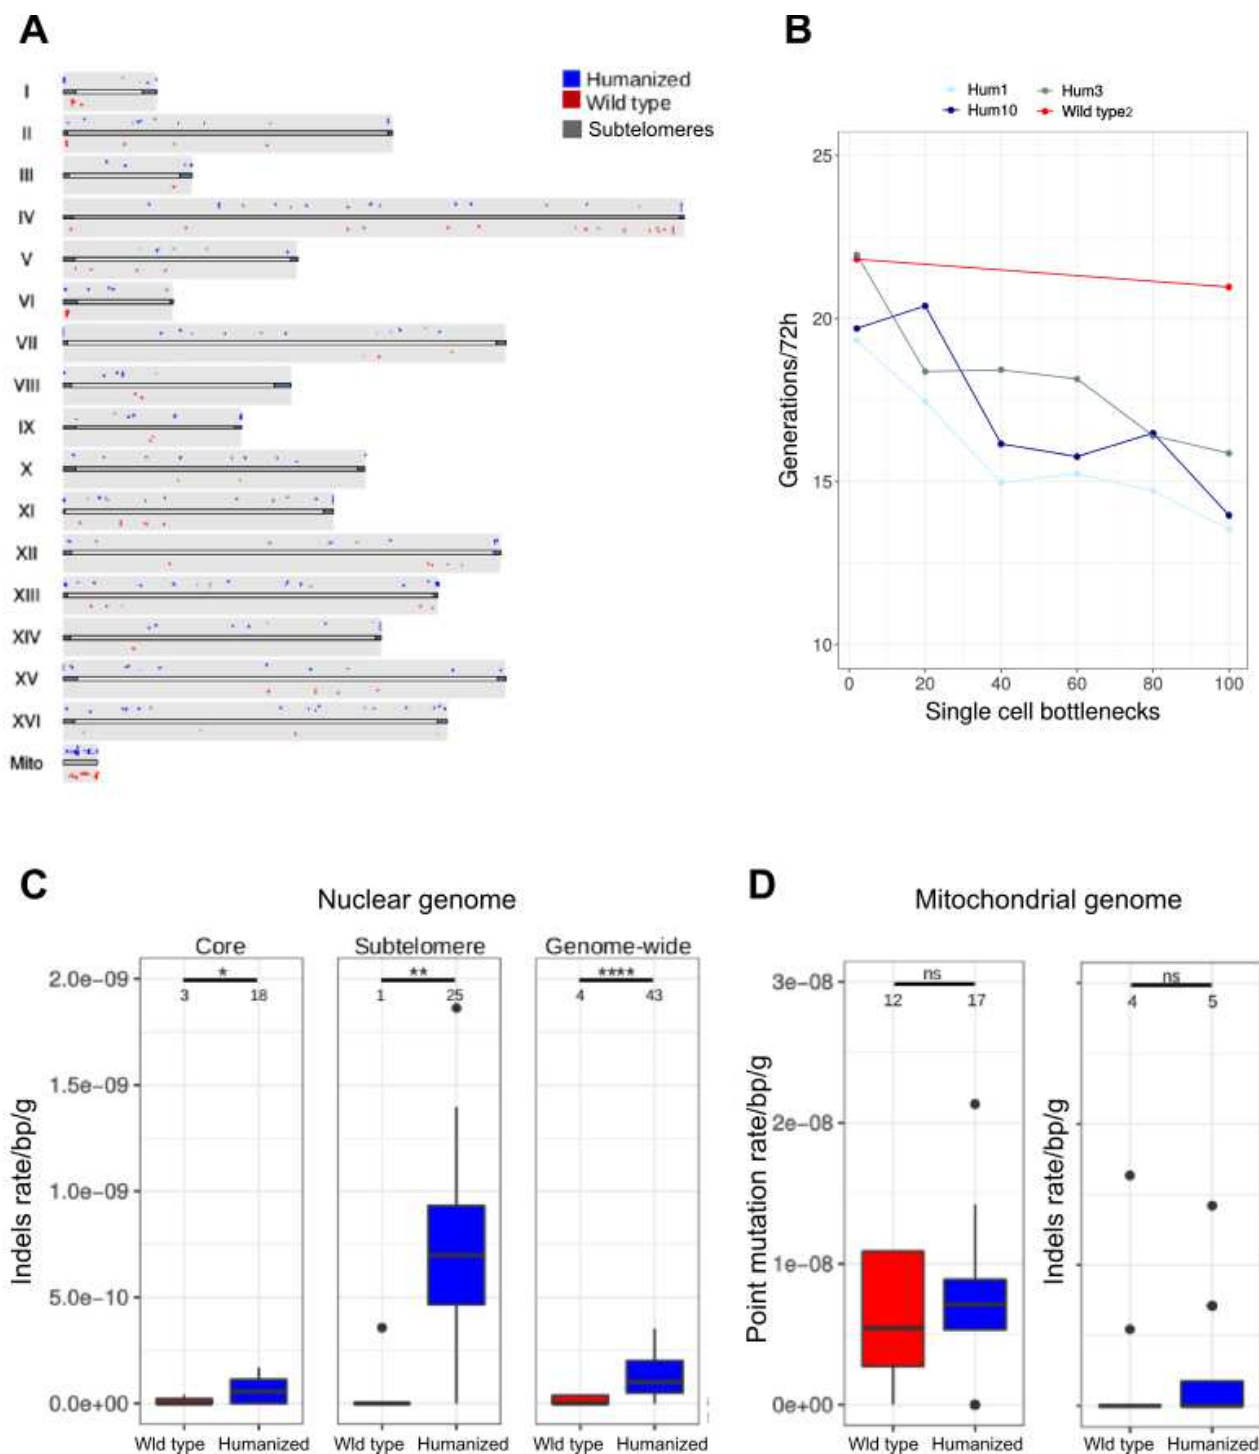 A
Humanized
Wild type
Subtelomeres
I
II
III
IV
V
VI
VII
VIII
IX
X
XI
XII
XIII
XIV
XV
XVI
Mito
B
Hum1
Hum3
Hum10
Wild type2
25
20
15
10
Generations/72h
0 20 40 60 80 100
Single cell bottlenecks
C
Nuclear genome
Core
Subtelomere
Genome-wide
Indels rate/bp/g
2.0e-09
1.5e-09
1.0e-09
5.0e-10
0.0e+00
*
3 18
**
1 25
****
4 43
Wld type Humanized
Wld type Humanized
Wild type Humanized
D
Mitochondrial genome
Point mutation rate/bp/g
3e-08
2e-08
1e-08
0e+00
ns
12 17
Wild type Humanized
Indels rate/bp/g
ns
4 5
Wild type Humanized